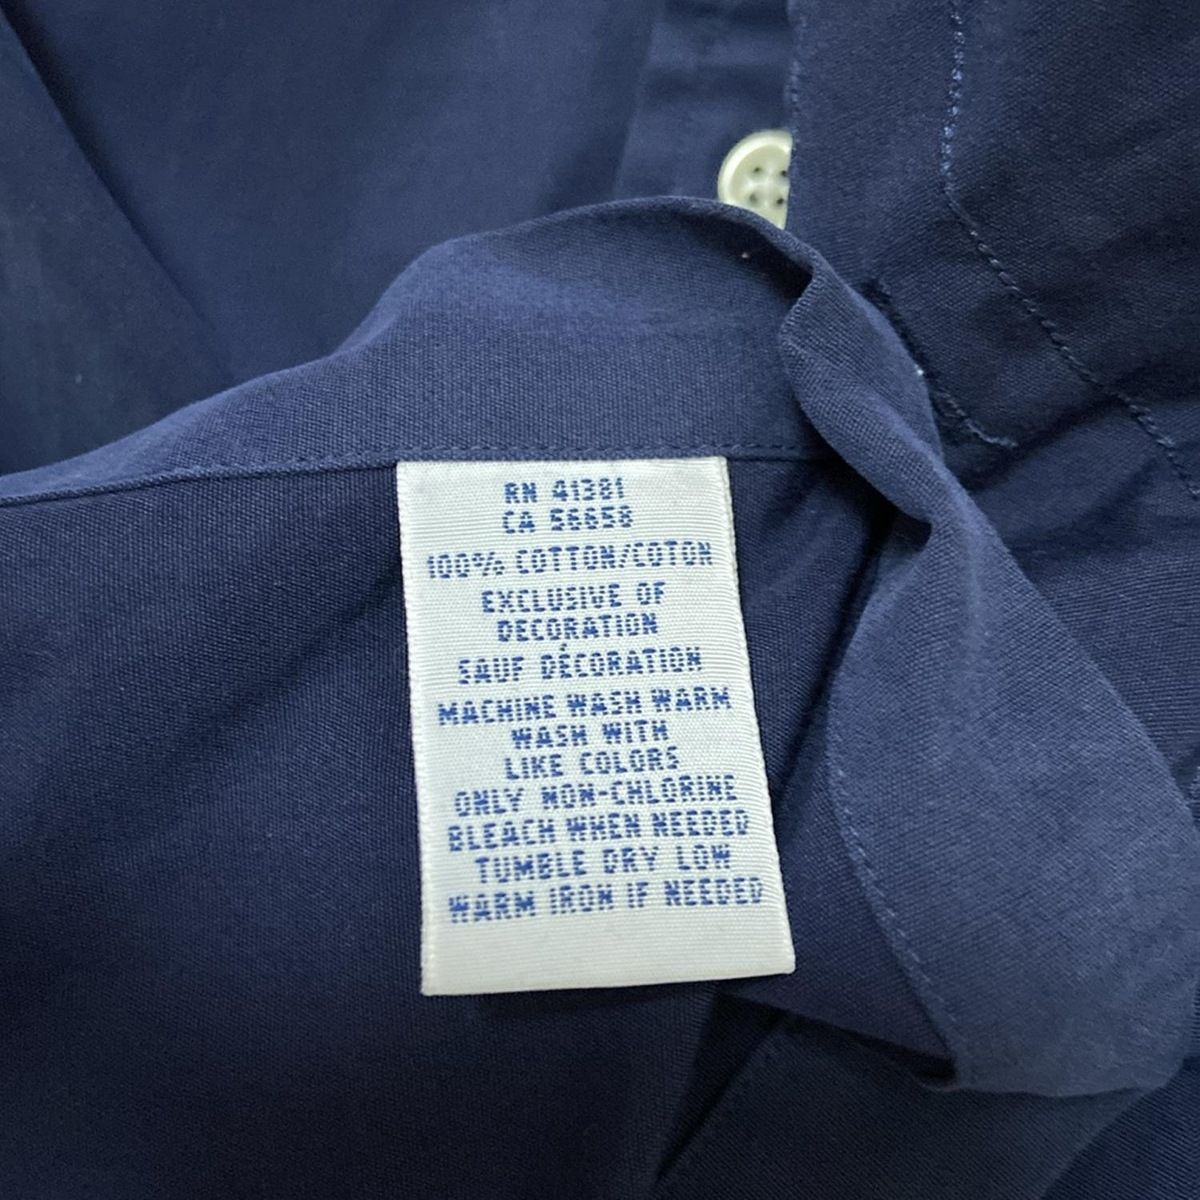 RN 41381
CA 56658
100% COTTON/COTON
EXCLUSIVE OF
DECORATION
SAUF DÉCORATION
MACHINE WASH WARM
WASH WITH
LIKE COLORS
ONLY NON-CHLORINE
BLEACH WHEN NEEDED
TUMBLE DRY LOW
WARM IRON IF NEEDED